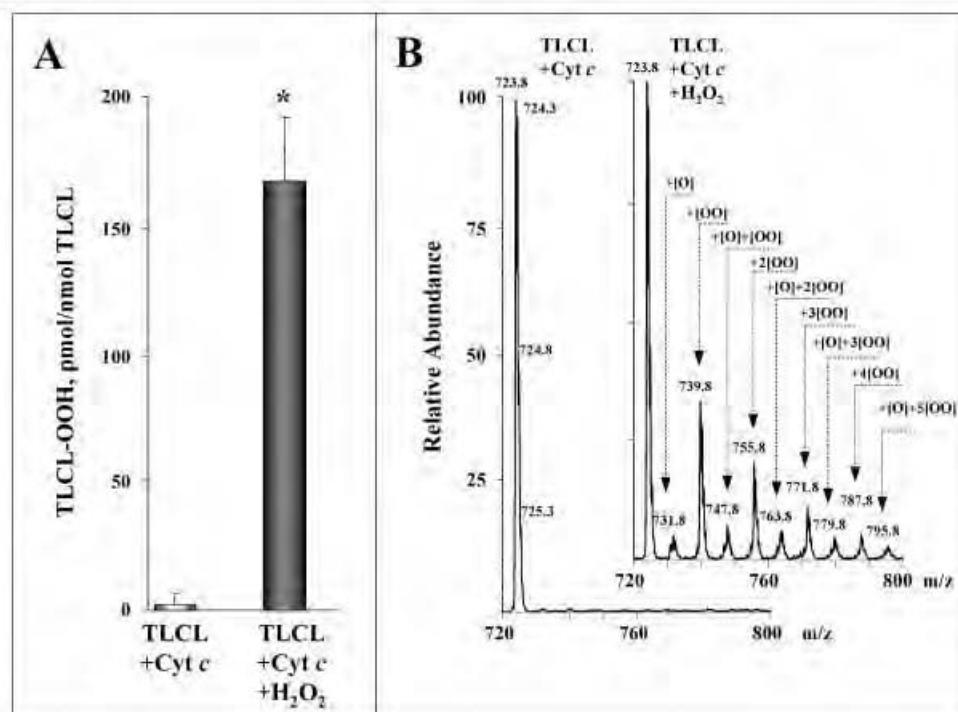 A
TLCL-OOH, pmol/nmol TLCL
200
150
100
50
0
*
TLCL
+Cyt c
TLCL
+Cyt c
+H₂O₂
B
Relative Abundance
TLCL
+Cyt c
TLCL
+Cyt c
+H₂O₂
100
75
50
25
723.8
724.3
724.8
725.3
720
760
800
m/z
723.8
+[O]
+[OO]
+[O]+[OO]
+2[OO]
+[O]+2[OO]
+3[OO]
+[O]+3[OO]
+4[OO]
+[O]+5[OO]
731.8
739.8
747.8
755.8
763.8
771.8
779.8
787.8
795.8
720
760
800
m/z